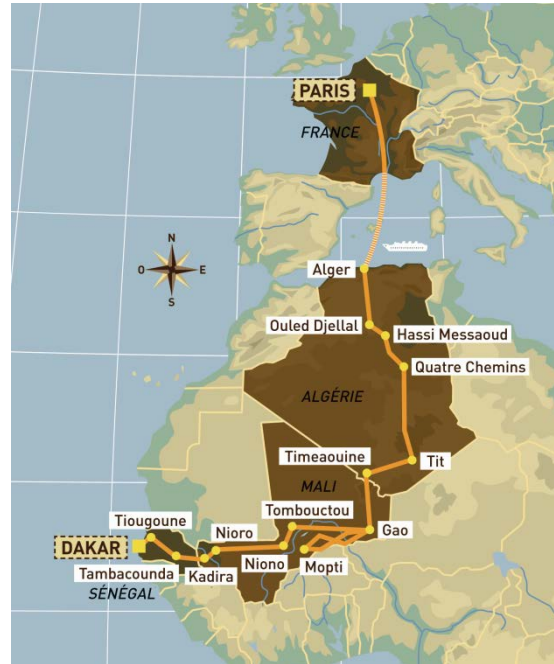 PARIS
FRANCE
N
O E
S
Alger
Ouled Djellal
Hassi Messaoud
Quatre Chemins
ALGÉRIE
Timeaouine
Tit
MALI
Tombouctou
Tiougoune
Nioro
Gao
DAKAR
Niono
Mopti
Tambacounda
Kadira
SÉNÉGAL